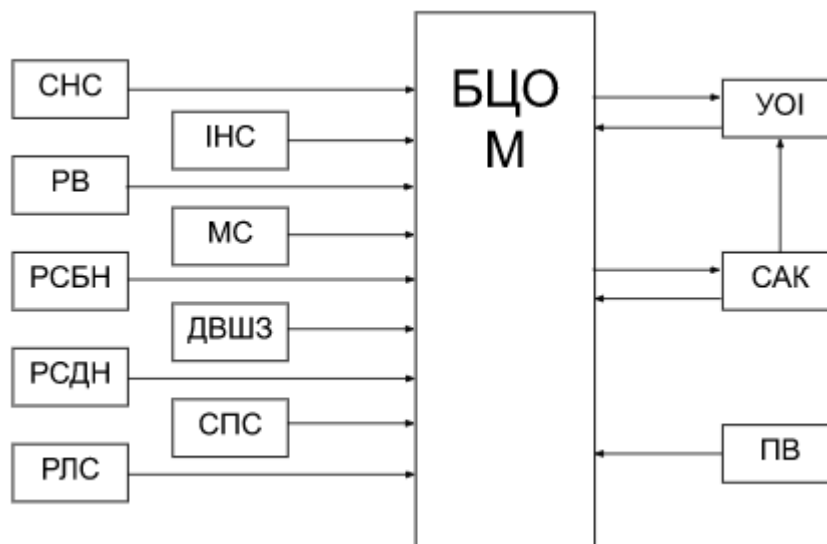 СНС
ІНС
РВ
МС
РСБН
ДВШЗ
РСДН
СПС
РЛС
БЦО
М
УОІ
САК
ПВ